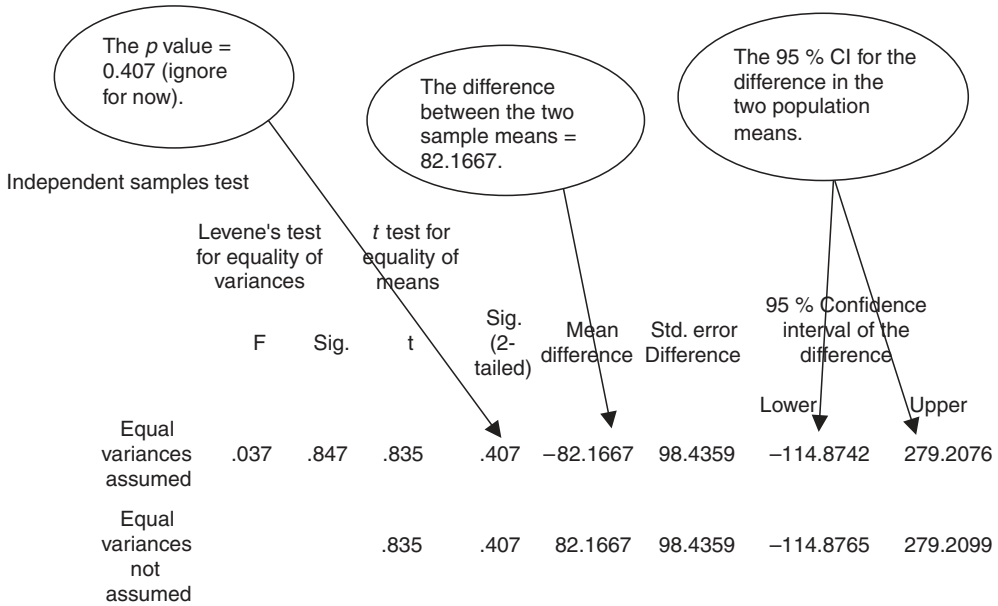 The p value =
0.407 (ignore
for now).
The difference
between the two
sample means =
82.1667.
The 95 % CI for the
difference in the
two population
means.
Independent samples test
Levene's test
for equality of
variances
t test for
equality of
means
F
Sig.
t
Sig.
(2-
tailed)
Mean
difference
Std. error
Difference
95 % Confidence
interval of the
difference
Lower
Upper
Equal
variances
assumed
.037 .847 .835 .407 −82.1667 98.4359 −114.8742 279.2076
Equal
variances
not
assumed
.835 .407 82.1667 98.4359 −114.8765 279.2099